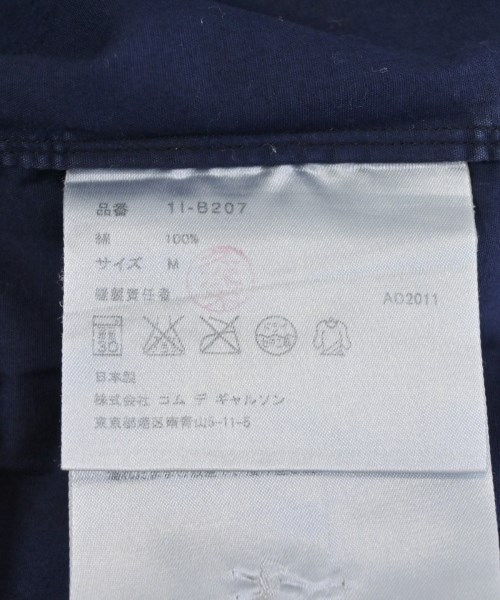 品番 1I-B207
綿 100%
サイズ M
縫製責任者 AD2011
30
日本製
株式会社 コム デ ギャルソン
東京都港区南青山5-11-5